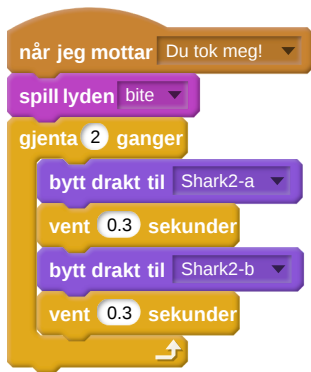 når jeg mottar Du tok meg!
spill lyden bite
gjenta 2 ganger
bytt drakt til Shark2-a
vent 0.3 sekunder
bytt drakt til Shark2-b
vent 0.3 sekunder